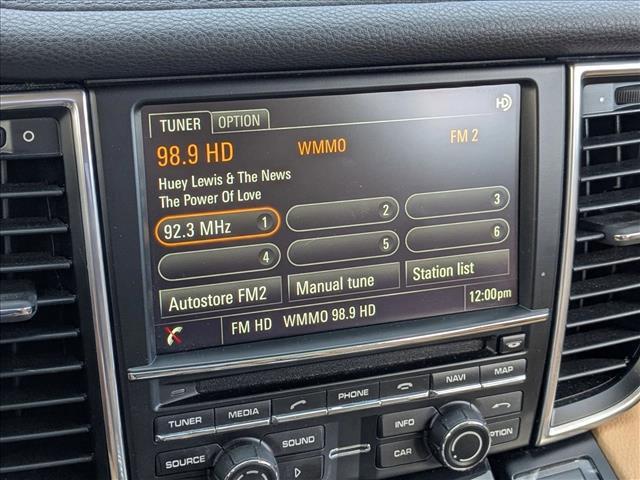 TUNER OPTION HD
98.9 HD WMMO FM 2
Huey Lewis & The News
The Power Of Love
92.3 MHz 1 2 3
4 5 6
Autostore FM2 Manual tune Station list
FM HD WMMO 98.9 HD 12:00pm
TUNER MEDIA PHONE NAVI MAP
SOURCE SOUND INFO
CAR OPTION